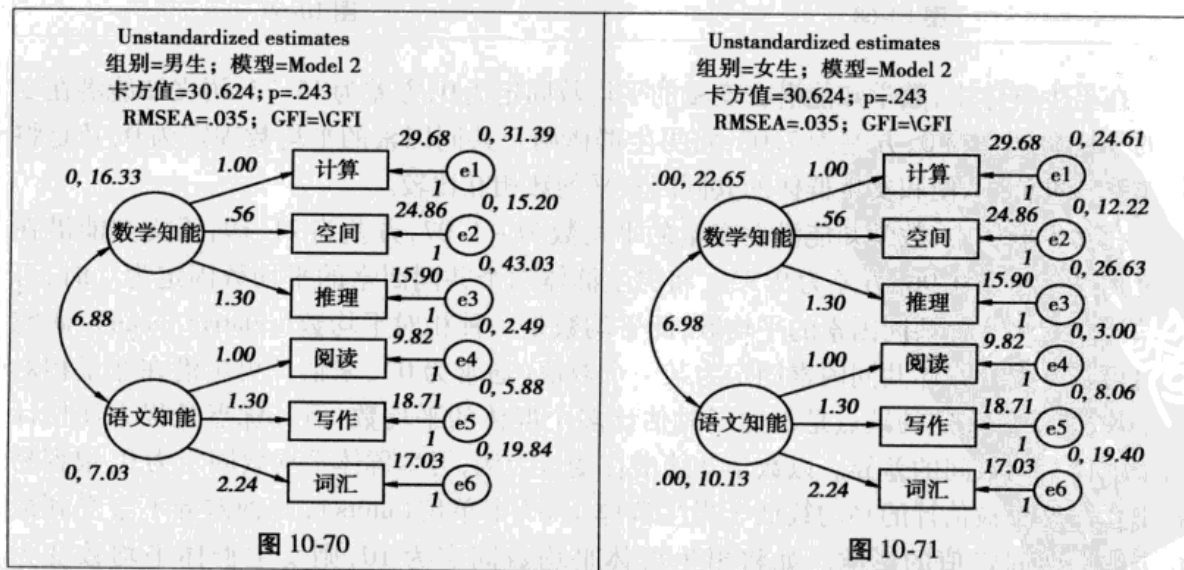 Unstandardized estimates
组别=男生；模型=Model 2
卡方值=30.624；p=.243
RMSEA=.035；GFI=\GFI
0, 16.33
数学知能
1.00
.56
1.30
29.68
计算
1
e1
0, 31.39
24.86
空间
1
e2
0, 15.20
15.90
推理
1
e3
0, 43.03
6.88
9.82
阅读
1
e4
0, 2.49
1.00
1.30
2.24
语文知能
0, 7.03
18.71
写作
1
e5
0, 5.88
17.03
词汇
1
e6
0, 19.84
图 10-70
Unstandardized estimates
组别=女生；模型=Model 2
卡方值=30.624；p=.243
RMSEA=.035；GFI=\GFI
.00, 22.65
数学知能
1.00
.56
1.30
29.68
计算
1
e1
0, 24.61
24.86
空间
1
e2
0, 12.22
15.90
推理
1
e3
0, 26.63
6.98
9.82
阅读
1
e4
0, 3.00
1.00
1.30
2.24
语文知能
.00, 10.13
18.71
写作
1
e5
0, 8.06
17.03
词汇
1
e6
0, 19.40
图 10-71